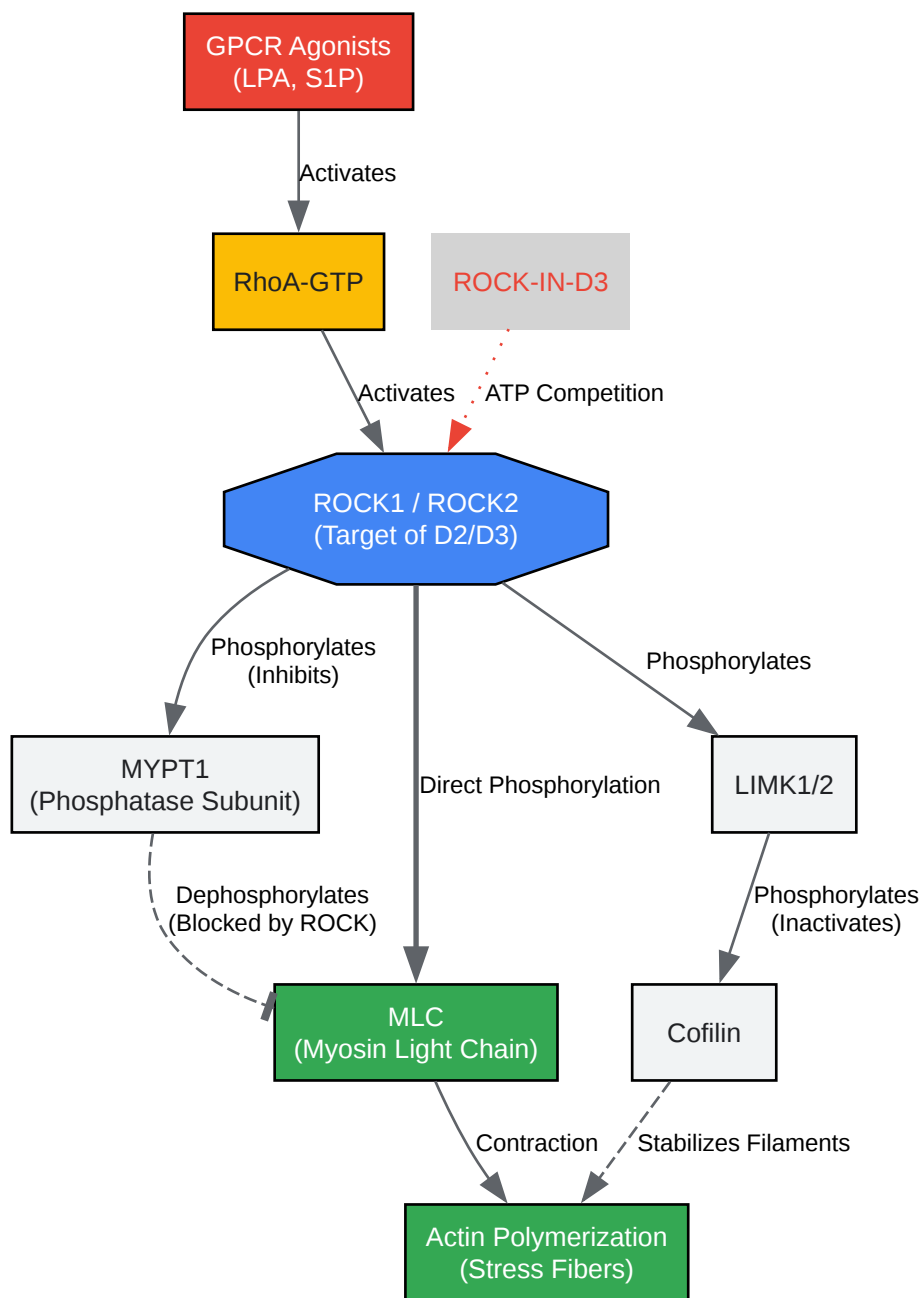 GPCR Agonists
(LPA, S1P)
Activates
RhoA-GTP
ROCK-IN-D3
Activates
ATP Competition
ROCK1 / ROCK2
(Target of D2/D3)
Phosphorylates
(Inhibits)
Phosphorylates
MYPT1
(Phosphatase Subunit)
Direct Phosphorylation
LIMK1/2
Dephosphorylates
(Blocked by ROCK)
Phosphorylates
(Inactivates)
MLC
(Myosin Light Chain)
Cofilin
Contraction
Stabilizes Filaments
Actin Polymerization
(Stress Fibers)